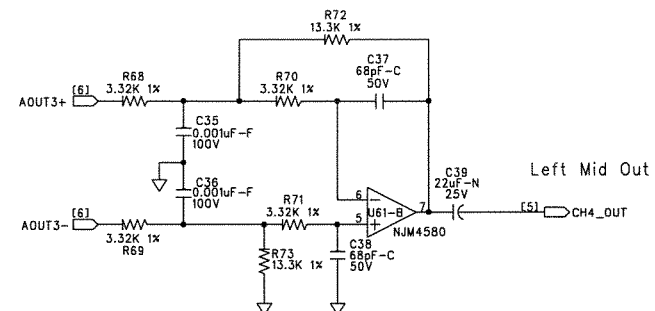 R72
13.3K 1%
C37
68pF-C
50V
R68
3.32K 1%
R70
3.32K 1%
[6]
AOUT3+
C35
0.001uF-F
100V
C36
0.001uF-F
100V
C39
22uF-N
25V
Left Mid Out
6
U61-B
7
[5]
CH4_OUT
5
NJM4580
[6]
AOUT3-
R71
3.32K 1%
3.32K 1%
R69
R73
13.3K 1%
C38
68pF-C
50V